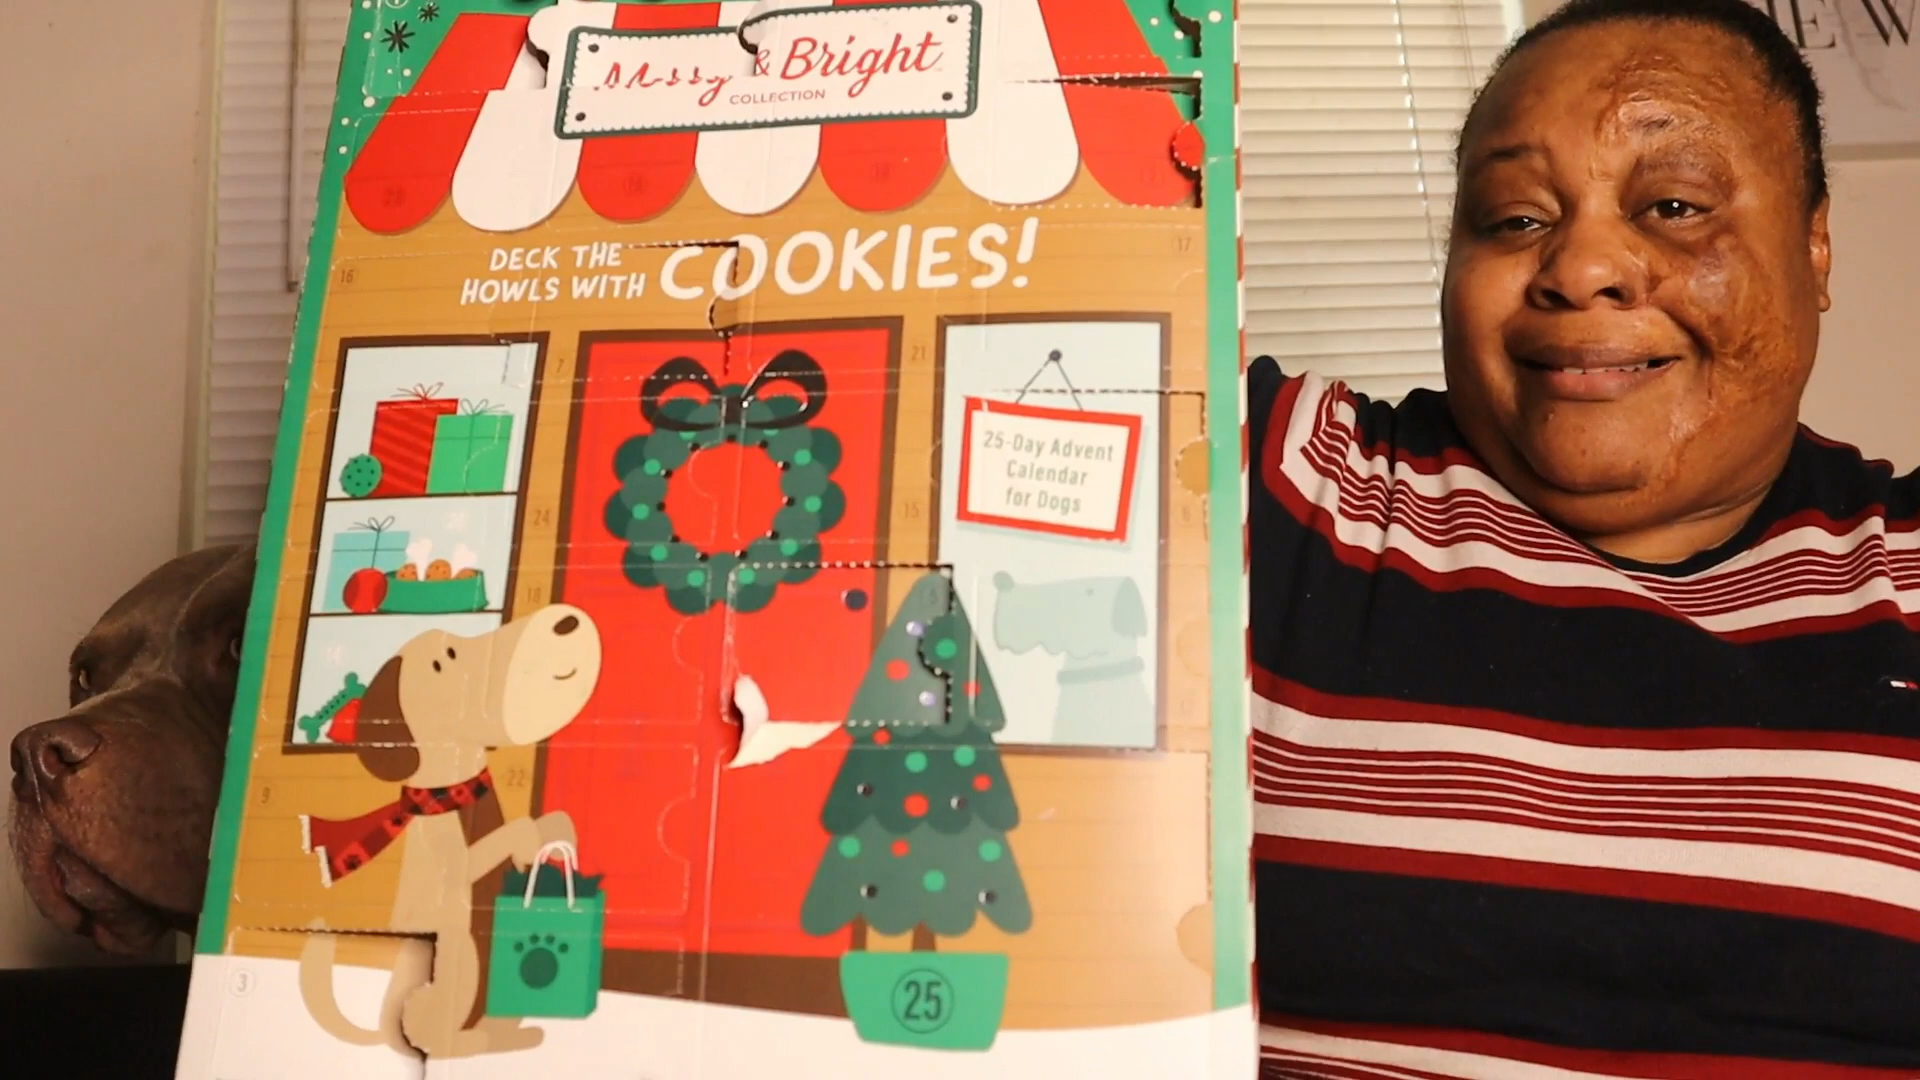 Merry & Bright
COLLECTION
DECK THE
HOWLS WITH
COOKIES!
25-Day Advent
Calendar
for Dogs
16
17
7
21
24
15
18
22
9
3
25